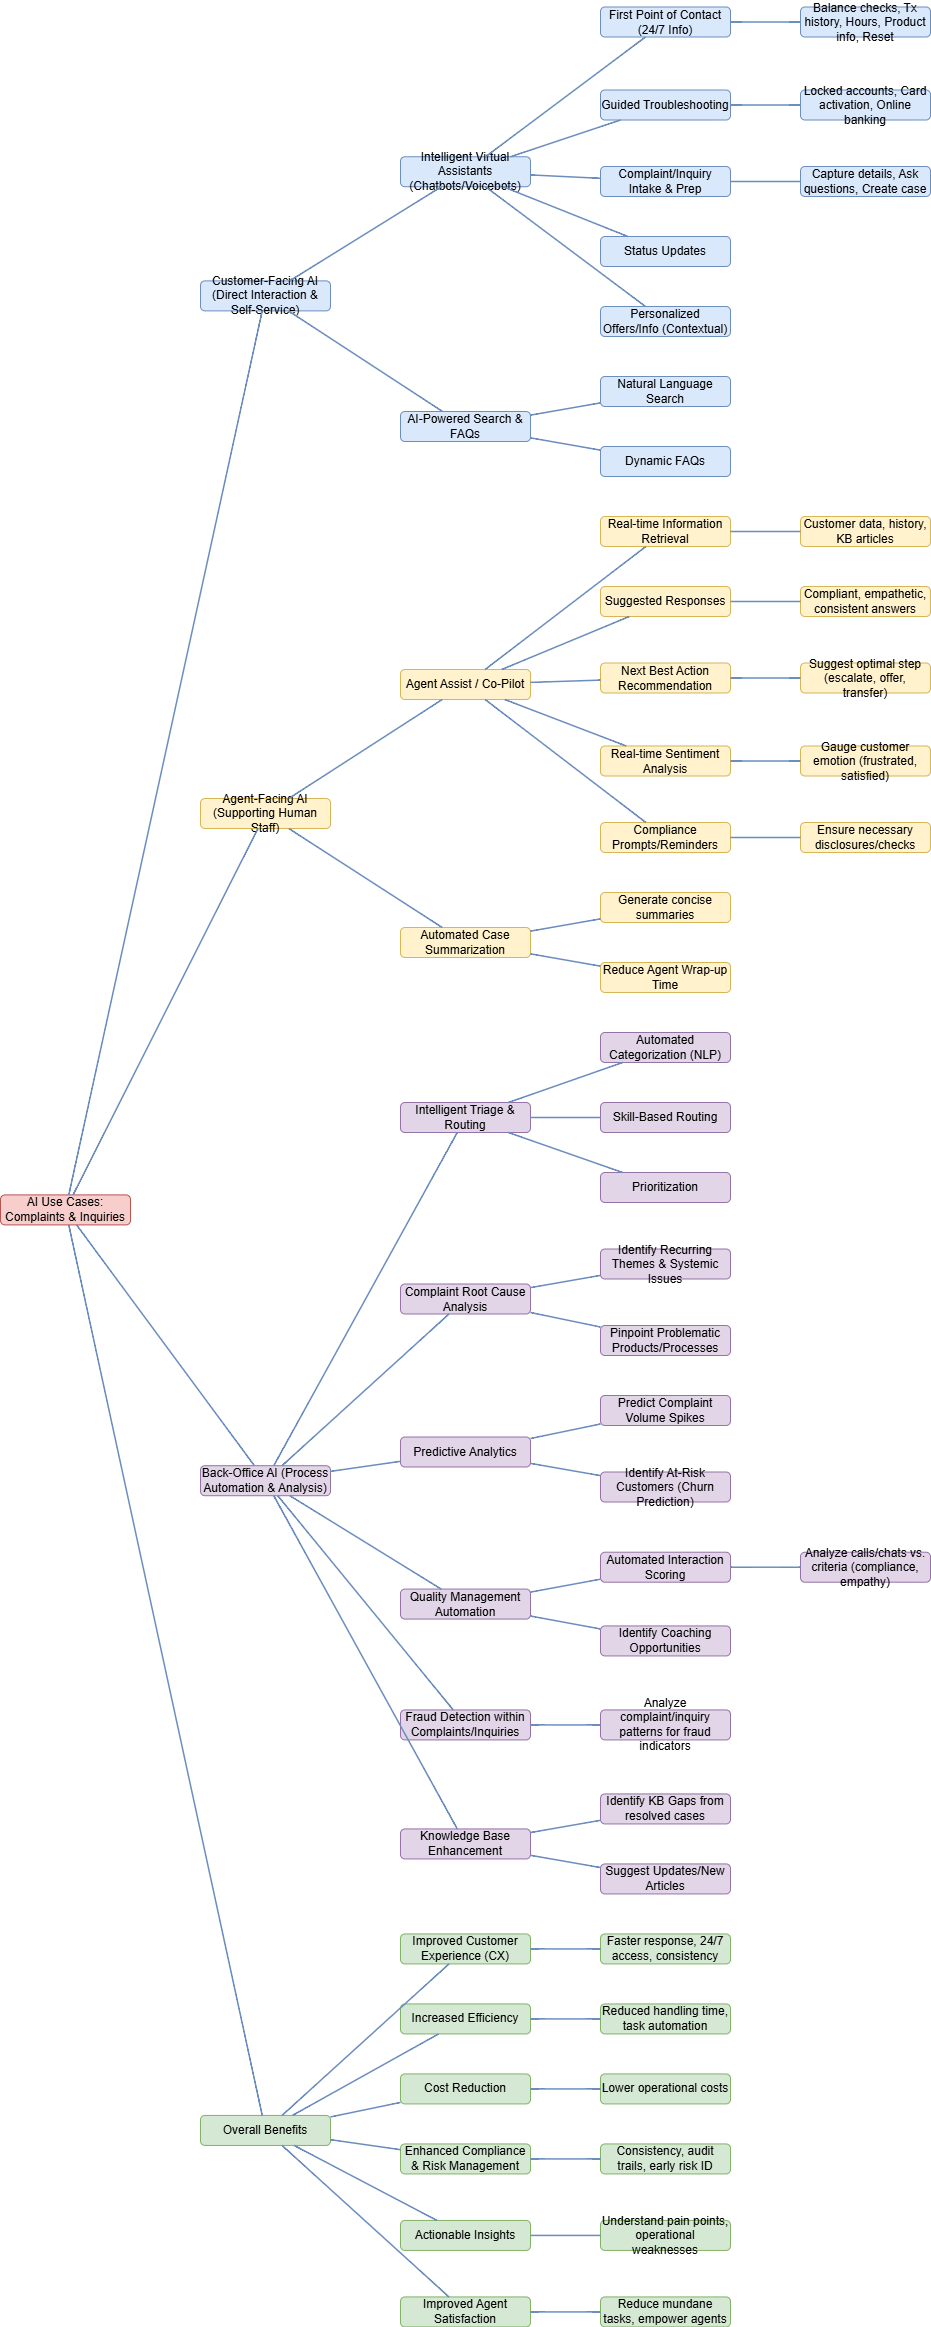 First Point of Contact
(24/7 Info)
Balance checks, Tx
history, Hours, Product
info, Reset
Guided Troubleshooting
Locked accounts, Card
activation, Online
banking
Intelligent Virtual
Assistants
(Chatbots/Voicebots)
Complaint/Inquiry
Intake & Prep
Capture details, Ask
questions, Create case
Status Updates
Customer-Facing AI
(Direct Interaction &
Self-Service)
Personalized
Offers/Info (Contextual)
Natural Language
Search
AI-Powered Search &
FAQs
Dynamic FAQs
Real-time Information
Retrieval
Customer data, history,
KB articles
Suggested Responses
Compliant, empathetic,
consistent answers
Agent Assist / Co-Pilot
Next Best Action
Recommendation
Suggest optimal step
(escalate, offer,
transfer)
Real-time Sentiment
Analysis
Gauge customer
emotion (frustrated,
satisfied)
Agent-Facing AI
(Supporting Human
Staff)
Compliance
Prompts/Reminders
Ensure necessary
disclosures/checks
Generate concise
summaries
Automated Case
Summarization
Reduce Agent Wrap-up
Time
Automated
Categorization (NLP)
Intelligent Triage &
Routing
Skill-Based Routing
Prioritization
AI Use Cases:
Complaints & Inquiries
Identify Recurring
Themes & Systemic
Issues
Complaint Root Cause
Analysis
Pinpoint Problematic
Products/Processes
Predict Complaint
Volume Spikes
Predictive Analytics
Back-Office AI (Process
Automation & Analysis)
Identify At-Risk
Customers (Churn
Prediction)
Automated Interaction
Scoring
Analyze calls/chats vs.
criteria (compliance,
empathy)
Quality Management
Automation
Identify Coaching
Opportunities
Fraud Detection within
Complaints/Inquiries
Analyze
complaint/inquiry
patterns for fraud
indicators
Identify KB Gaps from
resolved cases
Knowledge Base
Enhancement
Suggest Updates/New
Articles
Improved Customer
Experience (CX)
Faster response, 24/7
access, consistency
Increased Efficiency
Reduced handling time,
task automation
Cost Reduction
Lower operational costs
Overall Benefits
Enhanced Compliance
& Risk Management
Consistency, audit
trails, early risk ID
Actionable Insights
Understand pain points,
operational
weaknesses
Improved Agent
Satisfaction
Reduce mundane
tasks, empower agents